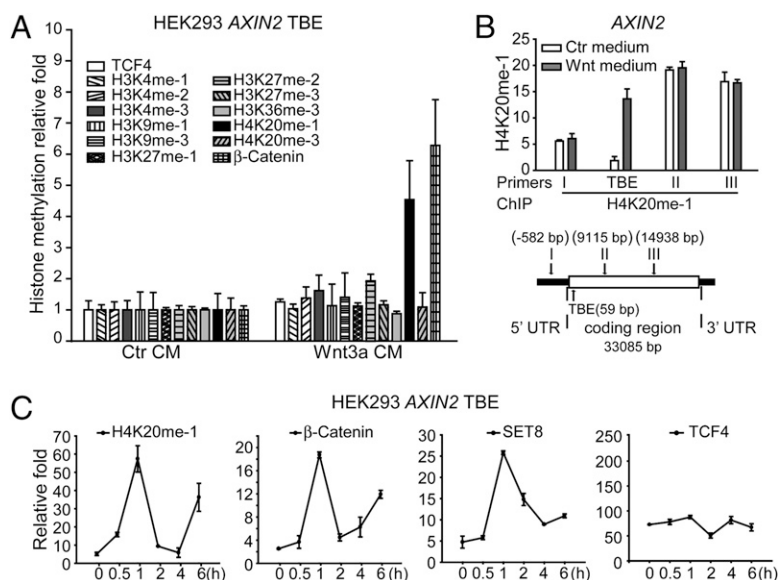 A
HEK293 AXIN2 TBE
Histone methylation relative fold
10
9
8
7
6
5
4
3
2
1
0
TCF4
H3K4me-1
H3K4me-2
H3K4me-3
H3K9me-1
H3K9me-3
H3K27me-1
H3K27me-2
H3K27me-3
H3K36me-3
H4K20me-1
H4K20me-3
β-Catenin
Ctr CM Wnt3a CM
B
AXIN2
Ctr medium
Wnt medium
H4K20me-1
25
20
15
10
5
0
Primers I TBE II III
ChIP H4K20me-1
(-582 bp) (9115 bp) (14938 bp)
I II III
TBE(59 bp)
5' UTR coding region 3' UTR
33085 bp
C
HEK293 AXIN2 TBE
Relative fold
H4K20me-1
70
60
50
40
30
20
10
0
0 0.5 1 2 4 6(h)
β-Catenin
20
16
12
8
4
0
0 0.5 1 2 4 6(h)
SET8
30
25
20
15
10
5
0
0 0.5 1 2 4 6(h)
TCF4
250
200
150
100
50
0
0 0.5 1 2 4 6(h)